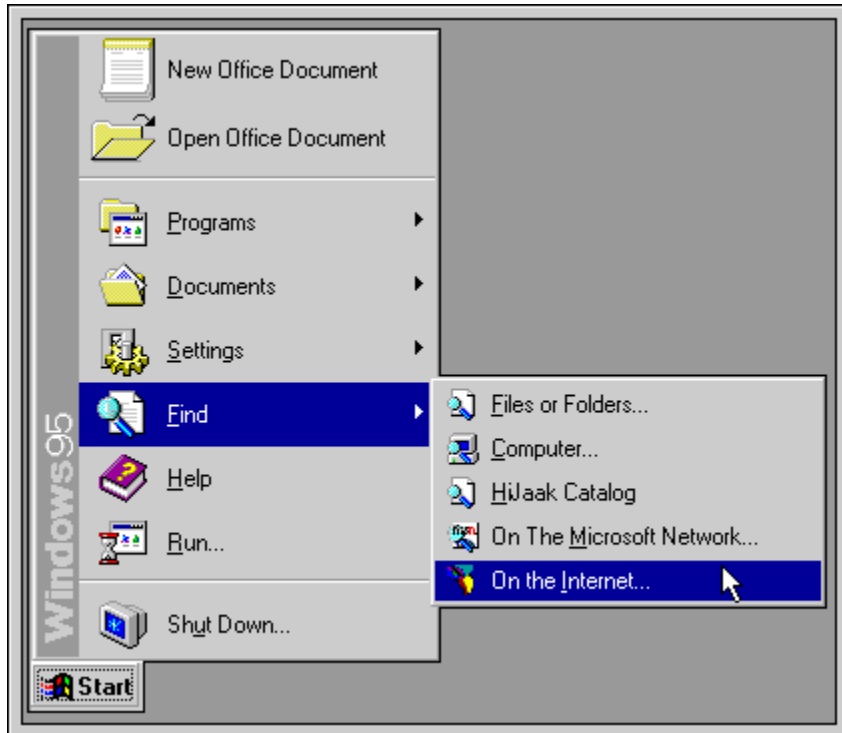 New Office Document
Open Office Document
Programs
Documents
Settings
Find
Help
Run...
Shut Down...
Windows95
Start
Files or Folders...
Computer...
HiJaak Catalog
On The Microsoft Network...
On the Internet...